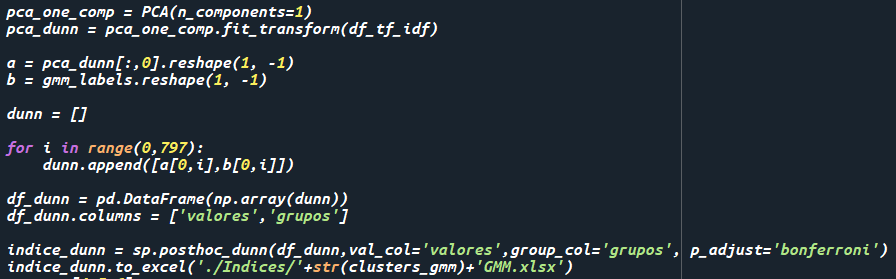 pca_one_comp = PCA(n_components=1)
pca_dunn = pca_one_comp.fit_transform(df_tf_idf)
a = pca_dunn[:,0].reshape(1, -1)
b = gmm_labels.reshape(1, -1)
dunn = []
for i in range(0,797):
    dunn.append([a[0,i],b[0,i]])
df_dunn = pd.DataFrame(np.array(dunn))
df_dunn.columns = ['valores','grupos']
indice_dunn = sp.posthoc_dunn(df_dunn,val_col='valores',group_col='grupos', p_adjust='bonferroni')
indice_dunn.to_excel('./Indices/'+str(clusters_gmm)+'GMM.xlsx')